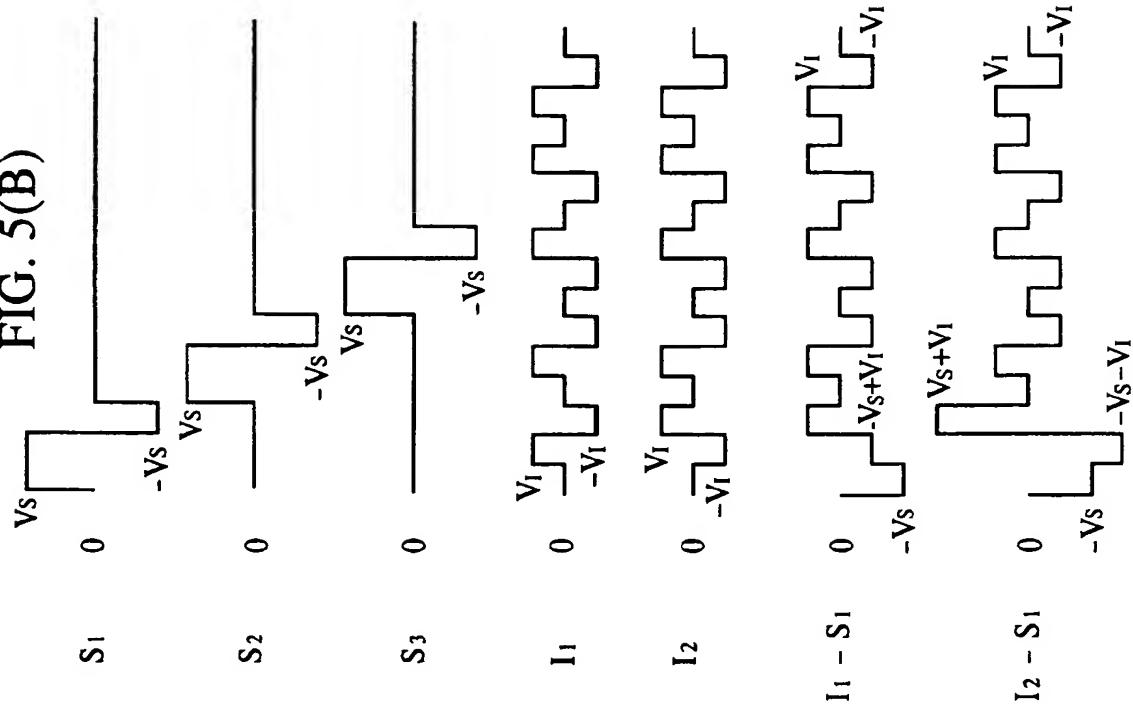 FIG. 5(B)
S1 0 VS -VS
S2 0 VS -VS
S3 0 VS -VS
I1 0 VI -VI
I2 0 VI -VI
I1 - S1 0 -VS -VS+VI VI -VI
I2 - S1 0 -VS VS+VI -VS-VI VI -VI